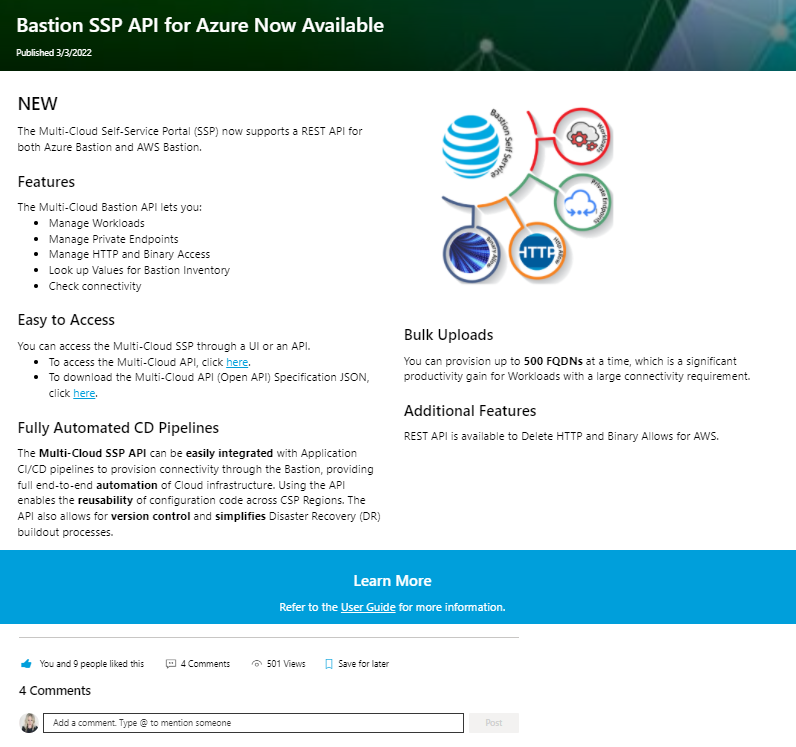 Bastion SSP API for Azure Now Available
Published 3/3/2022
NEW
The Multi-Cloud Self-Service Portal (SSP) now supports a REST API for
both Azure Bastion and AWS Bastion.
Features
The Multi-Cloud Bastion API lets you:
• Manage Workloads
• Manage Private Endpoints
• Manage HTTP and Binary Access
• Look up Values for Bastion Inventory
• Check connectivity
Easy to Access
You can access the Multi-Cloud SSP through a UI or an API.
• To access the Multi-Cloud API, click here.
• To download the Multi-Cloud API (Open API) Specification JSON,
click here.
Fully Automated CD Pipelines
The Multi-Cloud SSP API can be easily integrated with Application
CI/CD pipelines to provision connectivity through the Bastion, providing
full end-to-end automation of Cloud infrastructure. Using the API
enables the reusability of configuration code across CSP Regions. The
API also allows for version control and simplifies Disaster Recovery (DR)
buildout processes.
Bastion Self Service
Workloads
Private Endpoints
HTTP Allow
HTTP
Binary Allow
Bulk Uploads
You can provision up to 500 FQDNs at a time, which is a significant
productivity gain for Workloads with a large connectivity requirement.
Additional Features
REST API is available to Delete HTTP and Binary Allows for AWS.
Learn More
Refer to the User Guide for more information.
You and 9 people liked this 4 Comments 501 Views Save for later
4 Comments
Add a comment. Type @ to mention someone Post